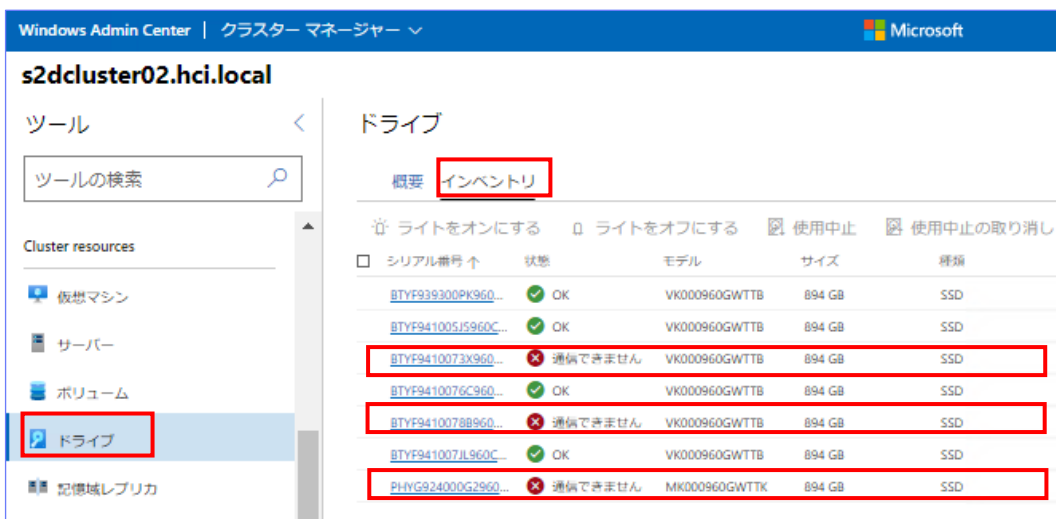 Windows Admin Center | クラスター マネージャー
Microsoft
s2dcluster02.hci.local
ツール
ツールの検索
Cluster resources
仮想マシン
サーバー
ボリューム
ドライブ
記憶域レプリカ
ドライブ
概要 インベントリ
ライトをオンにする ライトをオフにする 使用中止 使用中止の取り消し
シリアル番号 ↑ 状態 モデル サイズ 種類
BTYF939300PK960... OK VK000960GWTTB 894 GB SSD
BTYF941005JS960C... OK VK000960GWTTB 894 GB SSD
BTYF9410073X960... 通信できません VK000960GWTTB 894 GB SSD
BTYF9410076C960... OK VK000960GWTTB 894 GB SSD
BTYF9410078B960... 通信できません VK000960GWTTB 894 GB SSD
BTYF941007JL960C... OK VK000960GWTTB 894 GB SSD
PHYG924000G2960... 通信できません MK000960GWTTK 894 GB SSD